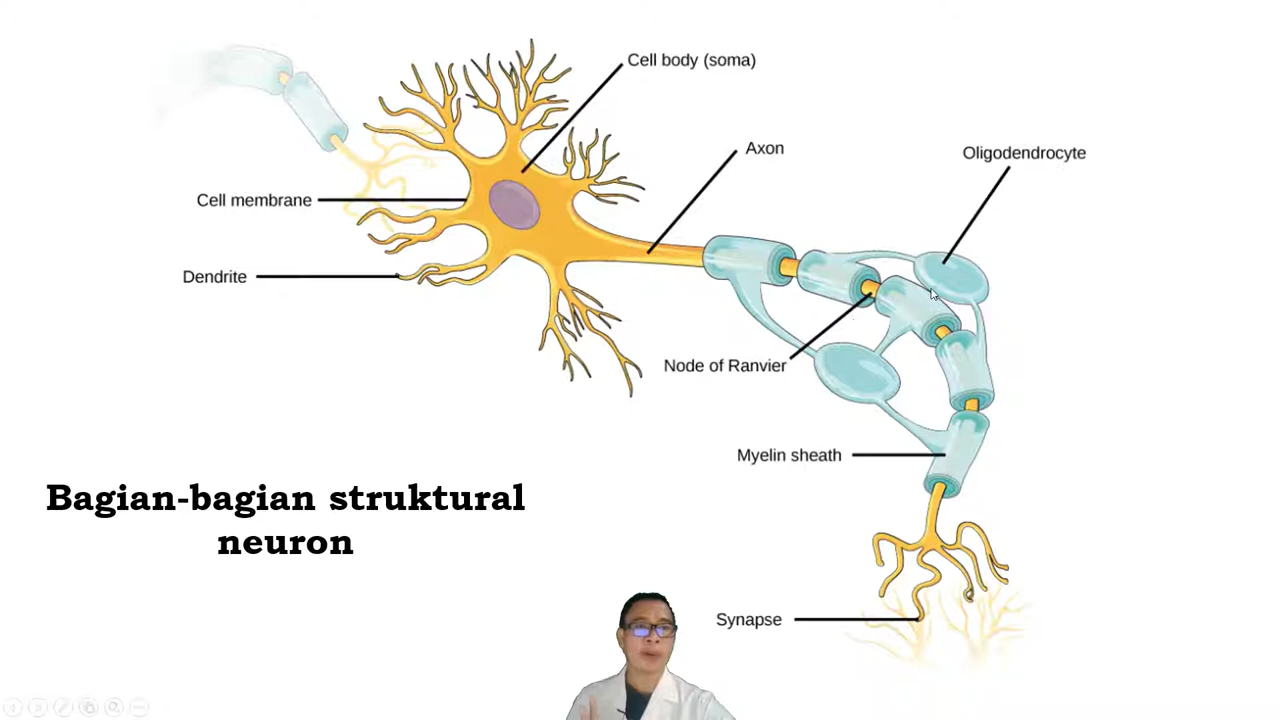 Cell body (soma)
Axon
Oligodendrocyte
Cell membrane
Dendrite
Node of Ranvier
Myelin sheath
Bagian-bagian struktural
neuron
Synapse